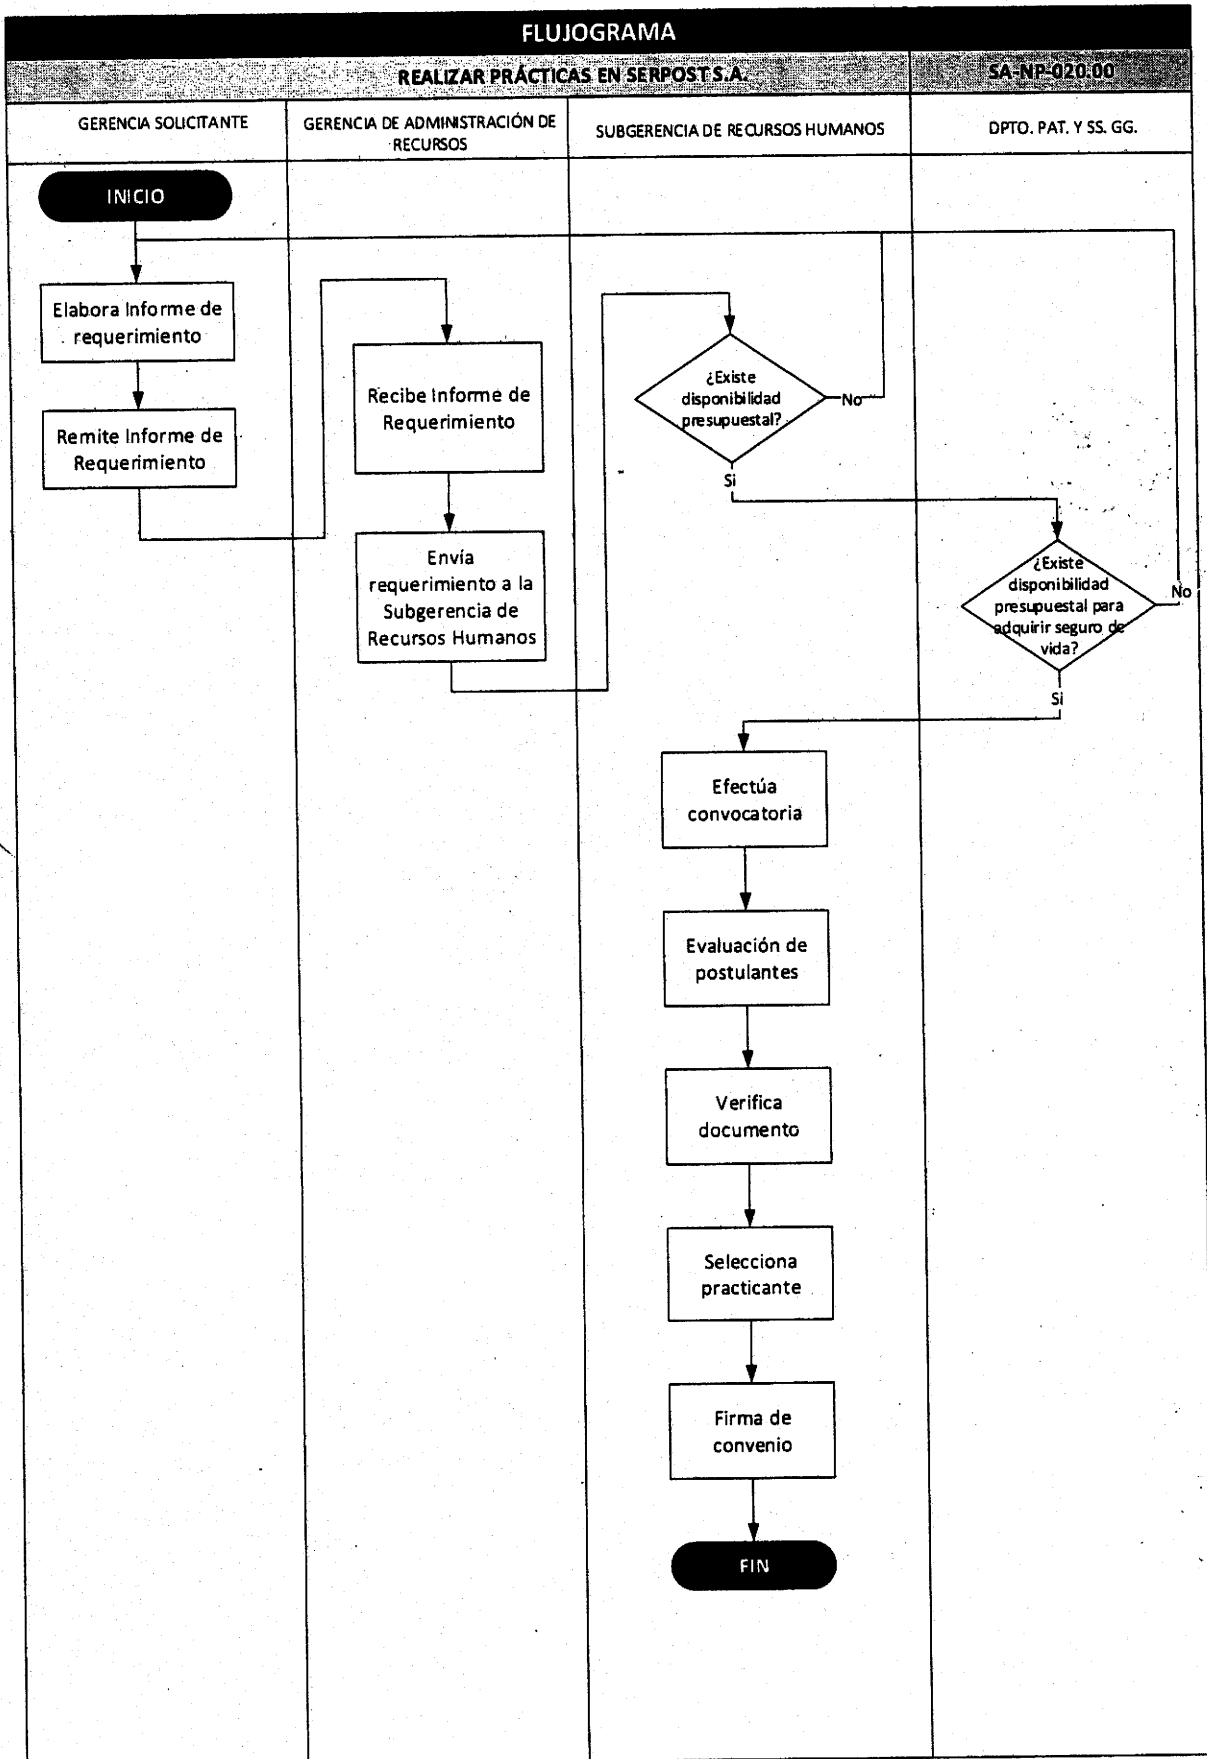 FLUJOGRAMA
REALIZAR PRÁCTICAS EN SERPOST S.A.
SA-NP-020.00
GERENCIA SOLICITANTE
GERENCIA DE ADMINISTRACIÓN DE
RECURSOS
SUBGERENCIA DE RECURSOS HUMANOS
DPTO. PAT. Y SS. GG.
INICIO
Elabora Informe de
requerimiento
Remite Informe de
Requerimiento
Recibe Informe de
Requerimiento
Envía
requerimiento a la
Subgerencia de
Recursos Humanos
¿Existe
disponibilidad
presupuestal?
No
Si
¿Existe
disponibilidad
presupuestal para
adquirir seguro de
vida?
No
Si
Efectúa
convocatoria
Evaluación de
postulantes
Verifica
documento
Selecciona
practicante
Firma de
convenio
FIN